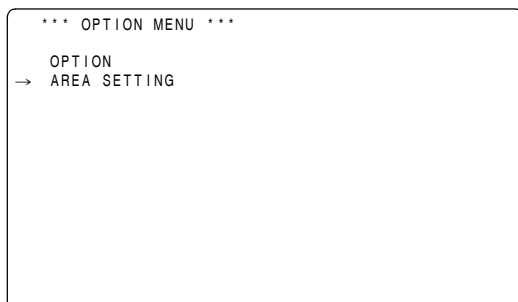 *** OPTION MENU ***
OPTION
→ AREA SETTING